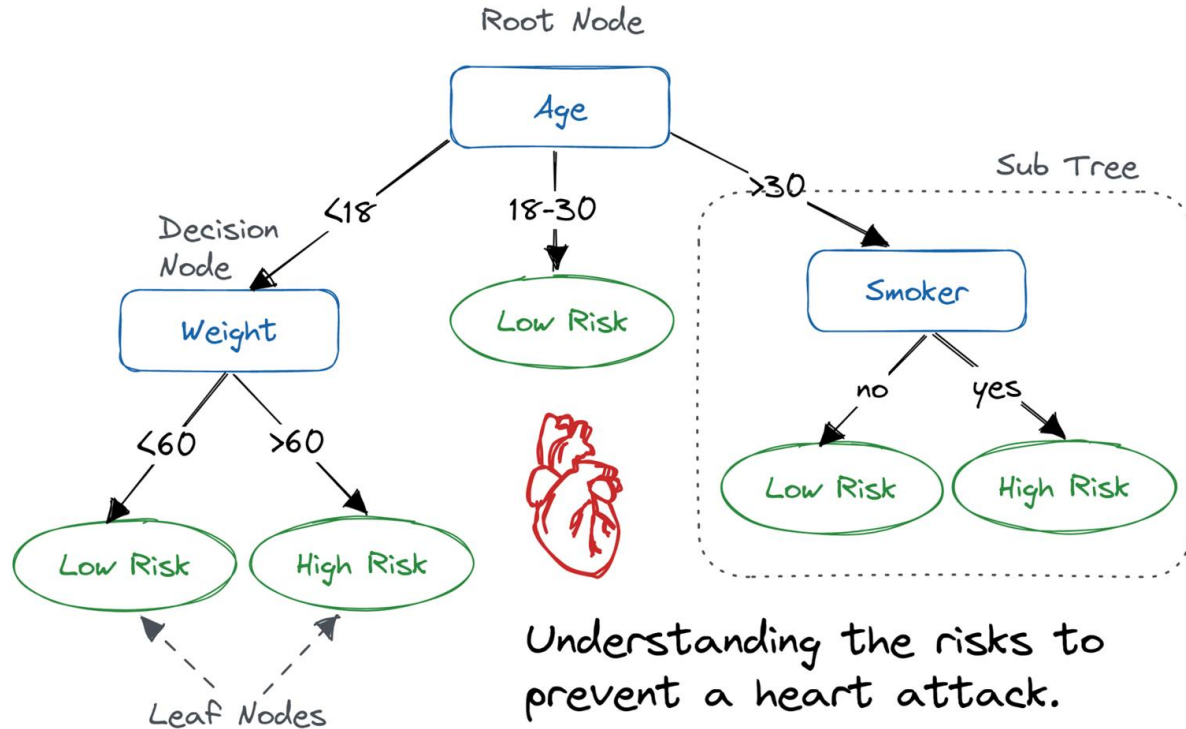 Root Node
Age
<18
18-30
>30
Sub Tree
Decision
Node
Weight
Low Risk
Smoker
<60
>60
no
yes
Low Risk
High Risk
Low Risk
High Risk
Leaf Nodes
Understanding the risks to
prevent a heart attack.